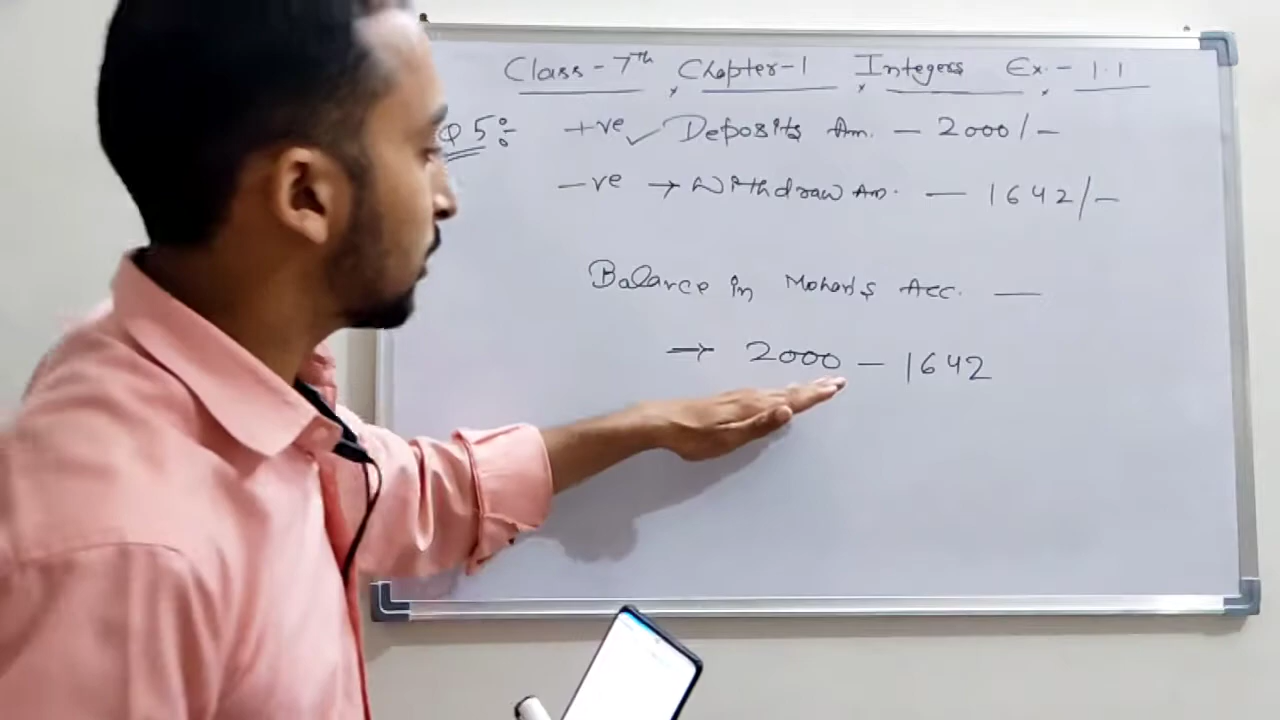 Class-7th Chapter-1 Integers Ex.-1.1
Q5:- +ve ✓ Deposits Am. — 2000/-
-ve → Withdraw Am. — 1642/-
Balance in Mohan's Acc. —
→ 2000 - 1642